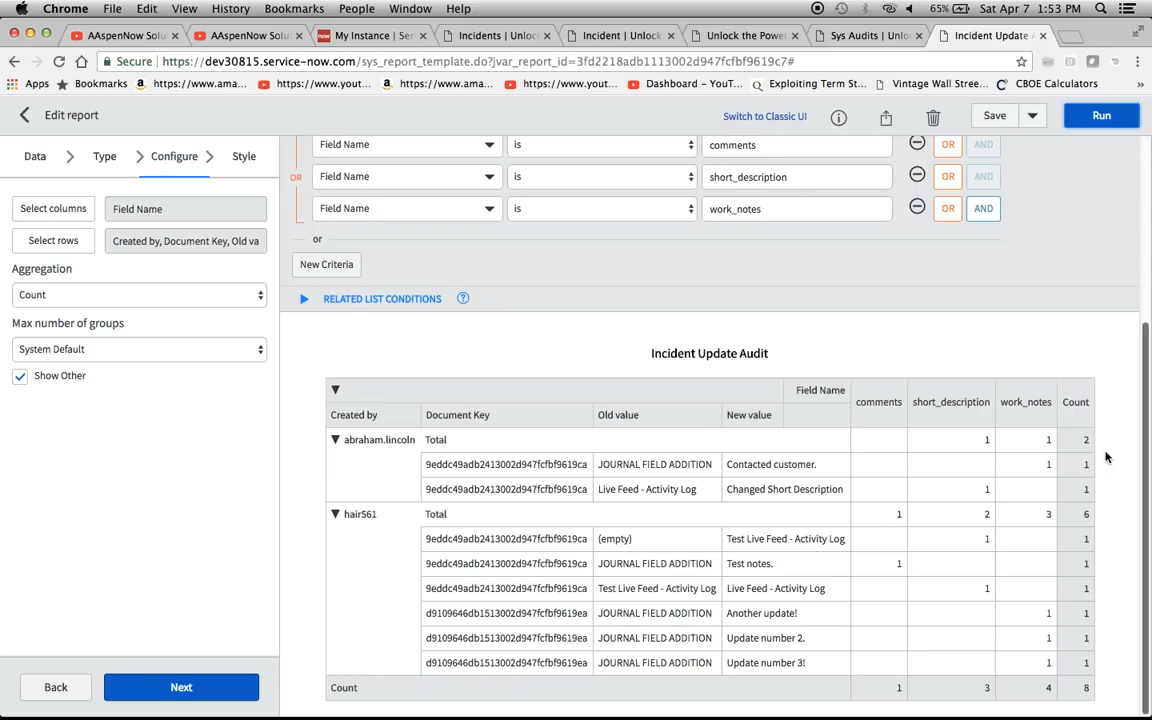 Chrome File Edit View History Bookmarks People Window Help 65% Sat Apr 7 1:53 PM
AAspenNow Solu AAspenNow Solu My Instance | Ser Incidents | Unloc Incident | Unlock Unlock the Power Sys Audits | Unloc Incident Update A
Secure https://dev30815.service-now.com/sys_report_template.do?jvar_report_id=3fd2218adb1113002d947fcfbf9619c7#
Apps Bookmarks https://www.ama... https://www.yout... https://www.ama... https://www.yout... Dashboard – YouT... Exploiting Term St... Vintage Wall Stree... CBOE Calculators »
Edit report Switch to Classic UI Save Run
Data Type Configure Style
Field Name is comments OR AND
OR Field Name is short_description OR AND
Field Name is work_notes OR AND
or
New Criteria
RELATED LIST CONDITIONS ?
Select columns Field Name
Select rows Created by, Document Key, Old va
Aggregation
Count
Max number of groups
System Default
Show Other
Back Next
Incident Update Audit
Field Name comments short_description work_notes Count
Created by Document Key Old value New value
abraham.lincoln Total 1 1 2
9eddc49adb2413002d947fcfbf9619ca JOURNAL FIELD ADDITION Contacted customer. 1 1
9eddc49adb2413002d947fcfbf9619ca Live Feed - Activity Log Changed Short Description 1 1
hair561 Total 1 2 3 6
9eddc49adb2413002d947fcfbf9619ca (empty) Test Live Feed - Activity Log 1 1
9eddc49adb2413002d947fcfbf9619ca JOURNAL FIELD ADDITION Test notes. 1 1
9eddc49adb2413002d947fcfbf9619ca Test Live Feed - Activity Log Live Feed - Activity Log 1 1
d9109646db1513002d947fcfbf9619ea JOURNAL FIELD ADDITION Another update! 1 1
d9109646db1513002d947fcfbf9619ea JOURNAL FIELD ADDITION Update number 2. 1 1
d9109646db1513002d947fcfbf9619ea JOURNAL FIELD ADDITION Update number 3! 1 1
Count 1 3 4 8